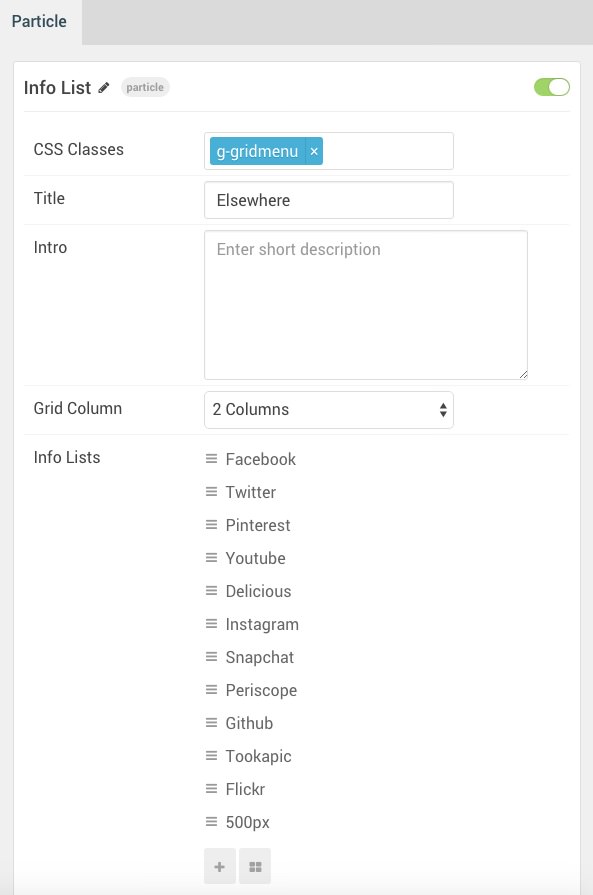 Particle
Info List particle
CSS Classes g-gridmenu ×
Title Elsewhere
Intro Enter short description
Grid Column 2 Columns
Info Lists Facebook
Twitter
Pinterest
Youtube
Delicious
Instagram
Snapchat
Periscope
Github
Tookapic
Flickr
500px